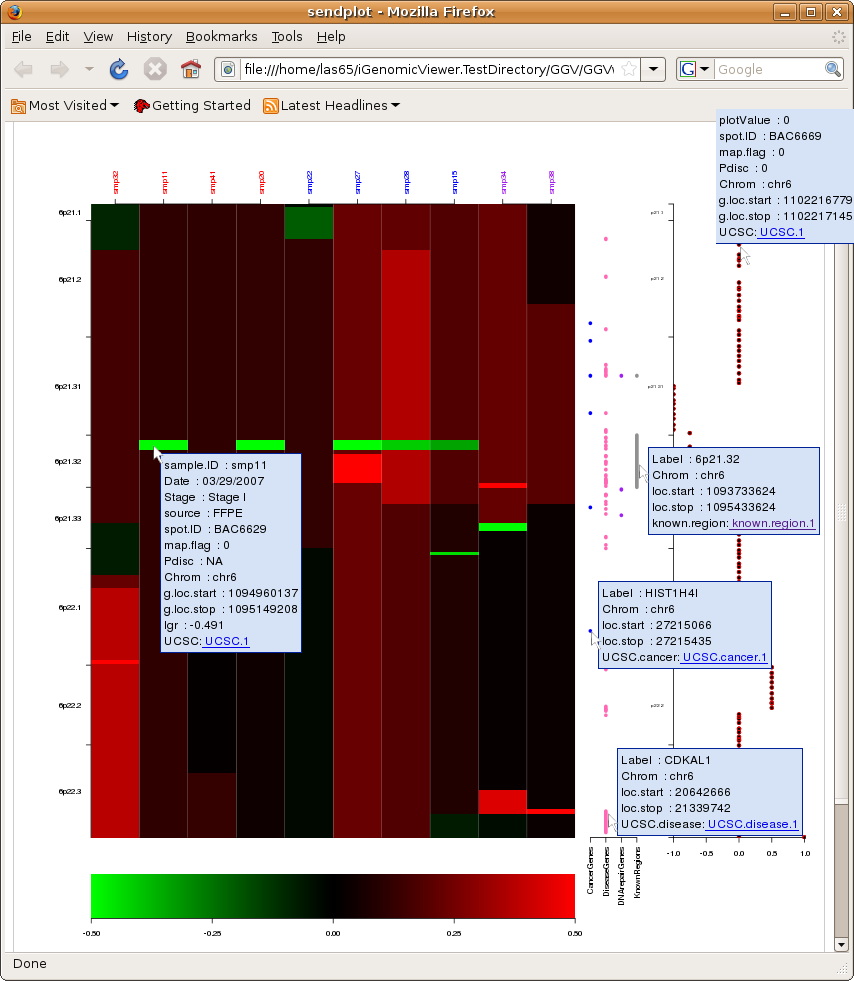 sendplot - Mozilla Firefox
File Edit View History Bookmarks Tools Help
file:///home/las65/iGenomicViewer.TestDirectory/GGV/GGV
G Google
Most Visited Getting Started Latest Headlines
plotValue : 0
spot.ID : BAC6669
map.flag : 0
Pdisc : 0
Chrom : chr6
g.loc.start : 1102216779
g.loc.stop : 1102217145
UCSC: UCSC.1
smp32 smp11 smp41 smp20 smp22 smp27 smp28 smp15 smp34 smp38
6p21.1
6p21.2
6p21.31
6p21.32
6p21.33
6p22.1
6p22.2
6p22.3
p21.1
p21.2
p21.31
p22.2
sample.ID : smp11
Date : 03/29/2007
Stage : Stage I
source : FFPE
spot.ID : BAC6629
map.flag : 0
Pdisc : NA
Chrom : chr6
g.loc.start : 1094960137
g.loc.stop : 1095149208
lgr : -0.491
UCSC: UCSC.1
Label : 6p21.32
Chrom : chr6
loc.start : 1093733624
loc.stop : 1095433624
known.region: known.region.1
Label : HIST1H4I
Chrom : chr6
loc.start : 27215066
loc.stop : 27215435
UCSC.cancer: UCSC.cancer.1
Label : CDKAL1
Chrom : chr6
loc.start : 20642666
loc.stop : 21339742
UCSC.disease: UCSC.disease.1
CancerGenes
DiseaseGenes
DNArepairGenes
KnownRegions
-1.0 -0.5 0.0 0.5 1.0
-0.50 -0.25 0.00 0.25 0.50
Done